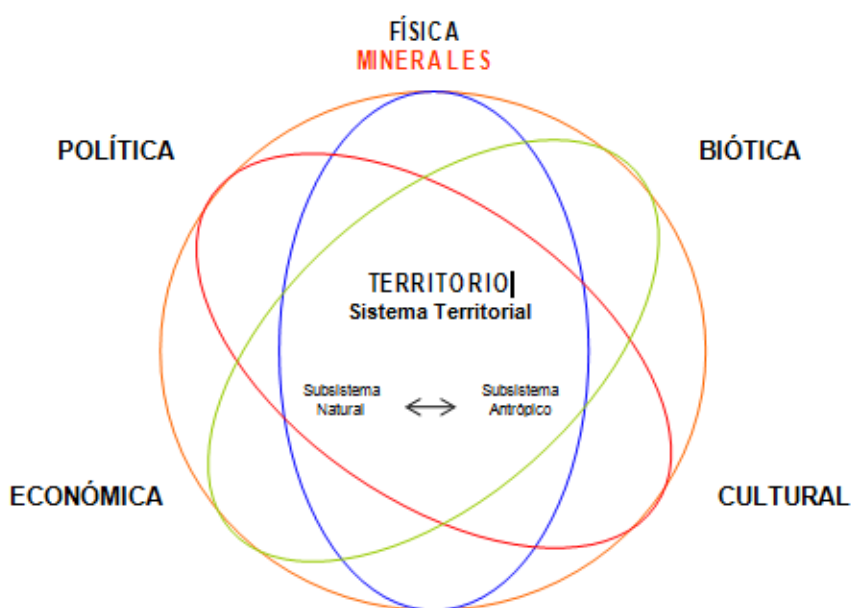 FÍSICA
MINERALES
POLÍTICA
BIÓTICA
TERRITORIO
Sistema Territorial
Subsistema
Natural
Subsistema
Antrópico
ECONÓMICA
CULTURAL